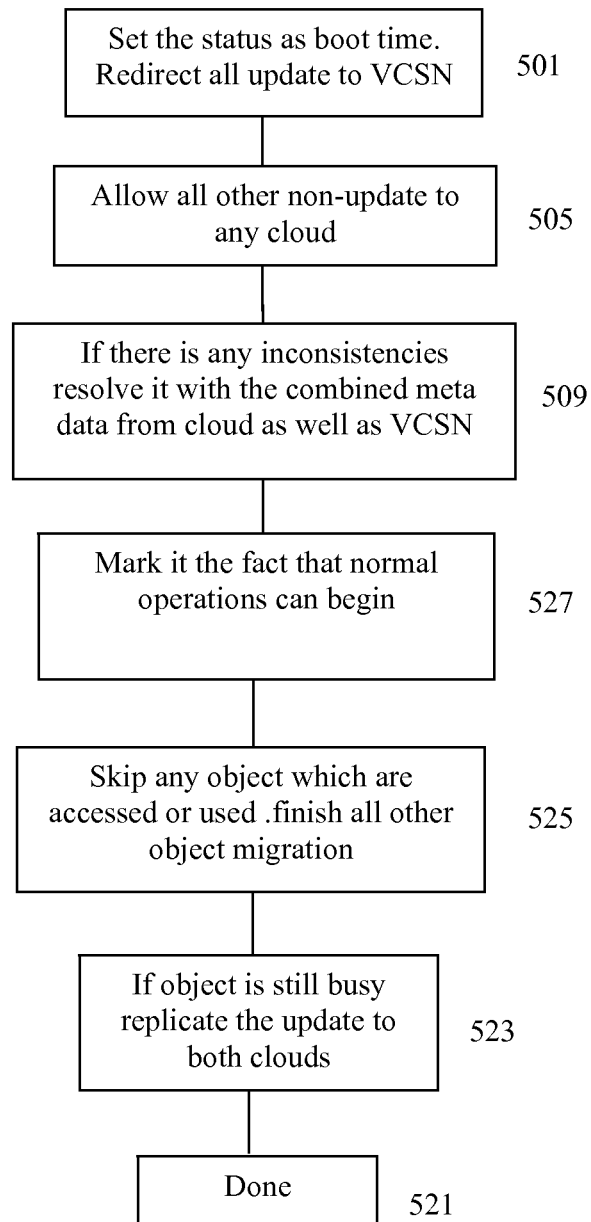 Set the status as boot time.
Redirect all update to VCSN
501
Allow all other non-update to
any cloud
505
If there is any inconsistencies
resolve it with the combined meta
data from cloud as well as VCSN
509
Mark it the fact that normal
operations can begin
527
Skip any object which are
accessed or used .finish all other
object migration
525
If object is still busy
replicate the update to
both clouds
523
Done
521